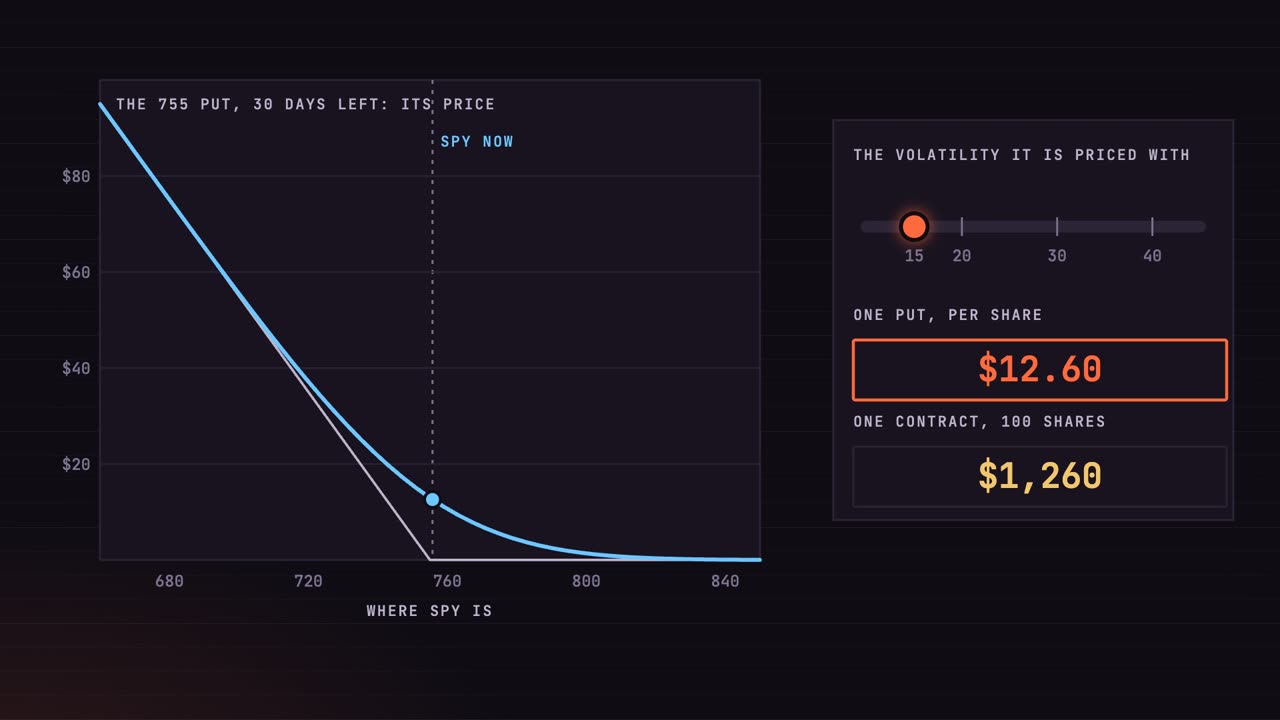 THE 755 PUT, 30 DAYS LEFT: ITS PRICE
SPY NOW
$80
$60
$40
$20
680 720 760 800 840
WHERE SPY IS
THE VOLATILITY IT IS PRICED WITH
15 20 30 40
ONE PUT, PER SHARE
$12.60
ONE CONTRACT, 100 SHARES
$1,260